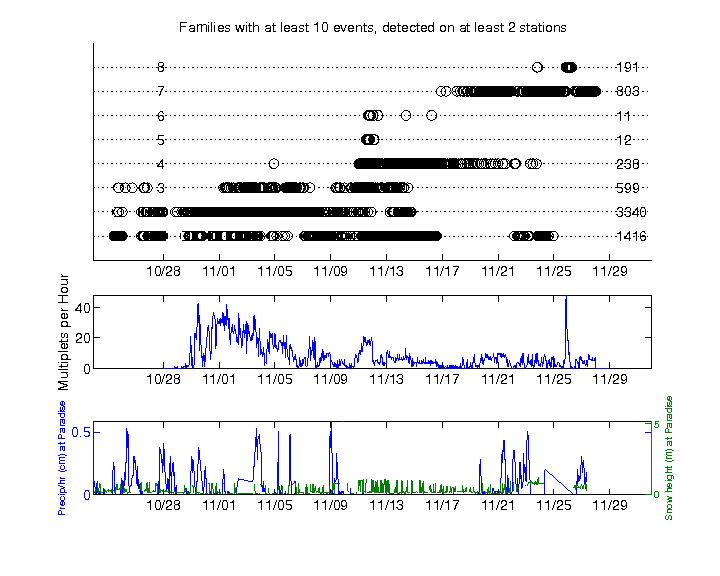 Families with at least 10 events, detected on at least 2 stations
8 191
7 803
6 11
5 12
4 238
3 599
3340
1416
10/28 11/01 11/05 11/09 11/13 11/17 11/21 11/25 11/29
Multiplets per Hour
40
20
0
10/28 11/01 11/05 11/09 11/13 11/17 11/21 11/25 11/29
Precip/hr (cm) at Paradise
0.5
0
5
0
Snow height (m) at Paradise
10/28 11/01 11/05 11/09 11/13 11/17 11/21 11/25 11/29